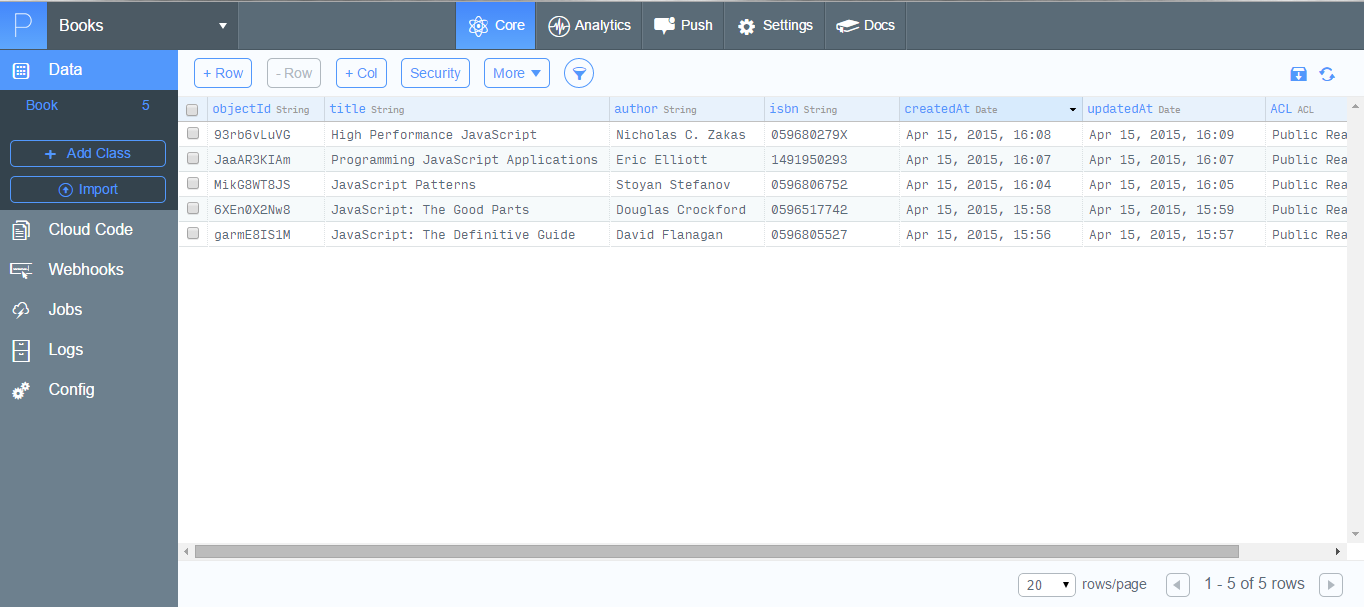 P Books Core Analytics Push Settings Docs
Data
Book 5
+ Add Class
Import
Cloud Code
Webhooks
Jobs
Logs
Config
+ Row - Row + Col Security More
objectId String title String author String isbn String createdAt Date updatedAt Date ACL ACL
93rb6vLuVG High Performance JavaScript Nicholas C. Zakas 059680279X Apr 15, 2015, 16:08 Apr 15, 2015, 16:09 Public Rea
JaaAR3KIAm Programming JavaScript Applications Eric Elliott 1491950293 Apr 15, 2015, 16:07 Apr 15, 2015, 16:07 Public Rea
MikG8WT8JS JavaScript Patterns Stoyan Stefanov 0596806752 Apr 15, 2015, 16:04 Apr 15, 2015, 16:05 Public Rea
6XEn0X2Nw8 JavaScript: The Good Parts Douglas Crockford 0596517742 Apr 15, 2015, 15:58 Apr 15, 2015, 15:59 Public Rea
garmE8IS1M JavaScript: The Definitive Guide David Flanagan 0596805527 Apr 15, 2015, 15:56 Apr 15, 2015, 15:57 Public Rea
20 rows/page 1 - 5 of 5 rows